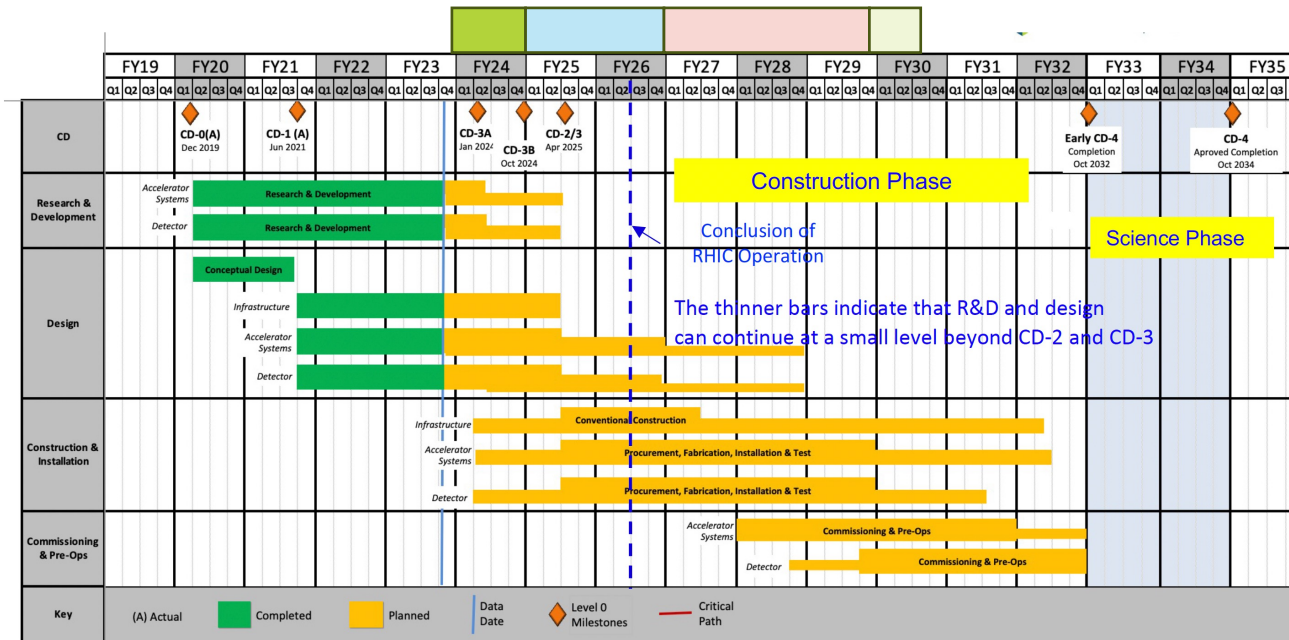 FY19 FY20 FY21 FY22 FY23 FY24 FY25 FY26 FY27 FY28 FY29 FY30 FY31 FY32 FY33 FY34 FY35
Q1 Q2 Q3 Q4 Q1 Q2 Q3 Q4 Q1 Q2 Q3 Q4 Q1 Q2 Q3 Q4 Q1 Q2 Q3 Q4 Q1 Q2 Q3 Q4 Q1 Q2 Q3 Q4 Q1 Q2 Q3 Q4 Q1 Q2 Q3 Q4 Q1 Q2 Q3 Q4 Q1 Q2 Q3 Q4 Q1 Q2 Q3 Q4 Q1 Q2 Q3 Q4 Q1 Q2 Q3 Q4 Q1 Q2 Q3 Q4 Q1 Q2 Q3 Q4 Q1 Q2 Q3
CD
CD-0(A)
Dec 2019
CD-1 (A)
Jun 2021
CD-3A
Jan 2024
CD-3B
Oct 2024
CD-2/3
Apr 2025
Early CD-4
Completion
Oct 2032
CD-4
Aproved Completion
Oct 2034
Research &
Development
Accelerator
Systems
Research & Development
Detector
Research & Development
Construction Phase
Conclusion of
RHIC Operation
Science Phase
Design
Conceptual Design
Infrastructure
Accelerator
Systems
Detector
The thinner bars indicate that R&D and design
can continue at a small level beyond CD-2 and CD-3
Construction &
Installation
Infrastructure
Conventional Construction
Accelerator
Systems
Procurement, Fabrication, Installation & Test
Detector
Procurement, Fabrication, Installation & Test
Commissioning
& Pre-Ops
Accelerator
Systems
Commissioning & Pre-Ops
Detector
Commissioning & Pre-Ops
Key
(A) Actual
Completed
Planned
Data
Date
Level 0
Milestones
Critical
Path